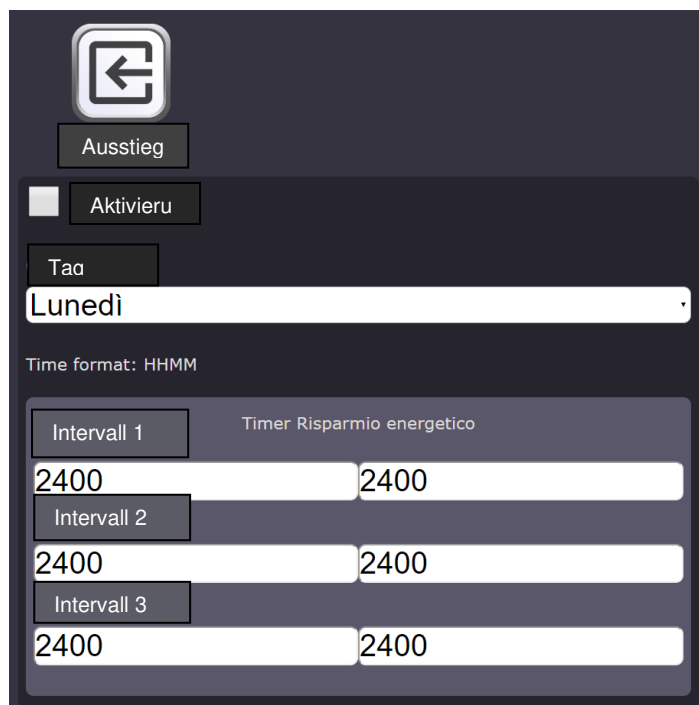 Ausstieg
Aktivieru
Tag
Lunedì
Time format: HHMM
Intervall 1
Timer Risparmio energetico
2400 2400
Intervall 2
2400 2400
Intervall 3
2400 2400